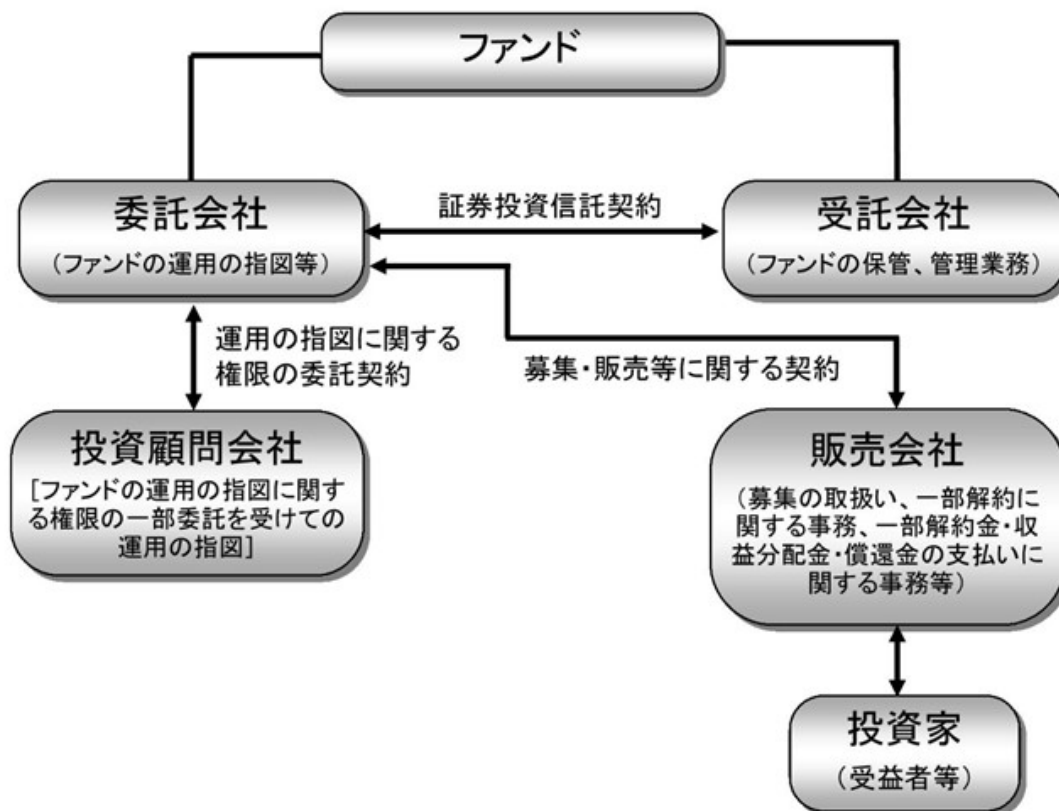 ファンド
委託会社
（ファンドの運用の指図等）
証券投資信託契約
受託会社
（ファンドの保管、管理業務）
運用の指図に関する
権限の委託契約
募集・販売等に関する契約
投資顧問会社
[ファンドの運用の指図に関す
る権限の一部委託を受けての
運用の指図]
販売会社
（募集の取扱い、一部解約に
関する事務、一部解約金・収
益分配金・償還金の支払いに
関する事務等）
投資家
（受益者等）